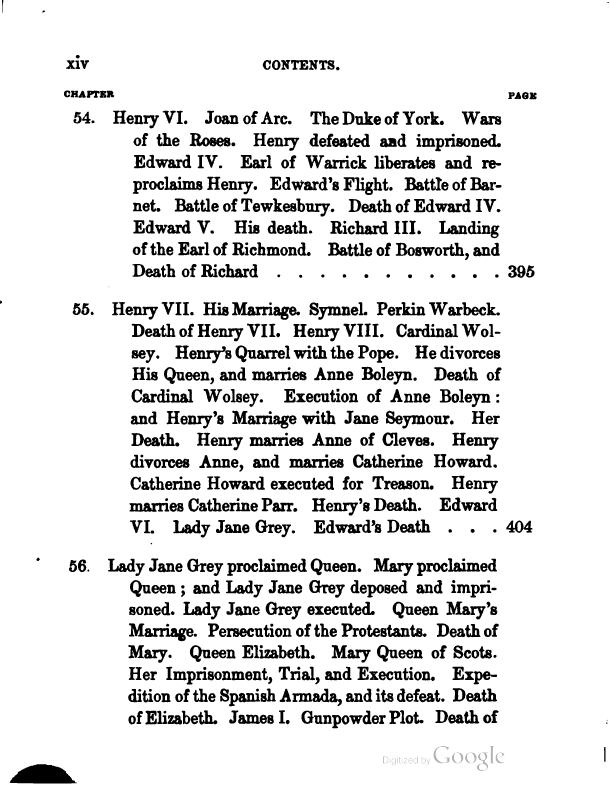 xiv CONTENTS.
CHAPTER PAGE
54. Henry VI. Joan of Arc. The Duke of York. Wars
of the Roses. Henry defeated and imprisoned.
Edward IV. Earl of Warrick liberates and re-
proclaims Henry. Edward's Flight. Battle of Bar-
net. Battle of Tewkesbury. Death of Edward IV.
Edward V. His death. Richard III. Landing
of the Earl of Richmond. Battle of Bosworth, and
Death of Richard . . . . . . . . . . . . 395
55. Henry VII. His Marriage. Symnel. Perkin Warbeck.
Death of Henry VII. Henry VIII. Cardinal Wol-
sey. Henry's Quarrel with the Pope. He divorces
His Queen, and marries Anne Boleyn. Death of
Cardinal Wolsey. Execution of Anne Boleyn :
and Henry's Marriage with Jane Seymour. Her
Death. Henry marries Anne of Cleves. Henry
divorces Anne, and marries Catherine Howard.
Catherine Howard executed for Treason. Henry
marries Catherine Parr. Henry's Death. Edward
VI. Lady Jane Grey. Edward's Death . . . 404
56. Lady Jane Grey proclaimed Queen. Mary proclaimed
Queen ; and Lady Jane Grey deposed and impri-
soned. Lady Jane Grey executed. Queen Mary's
Marriage. Persecution of the Protestants. Death of
Mary. Queen Elizabeth. Mary Queen of Scots.
Her Imprisonment, Trial, and Execution. Expe-
dition of the Spanish Armada, and its defeat. Death
of Elizabeth. James I. Gunpowder Plot. Death of
Digitized by Google